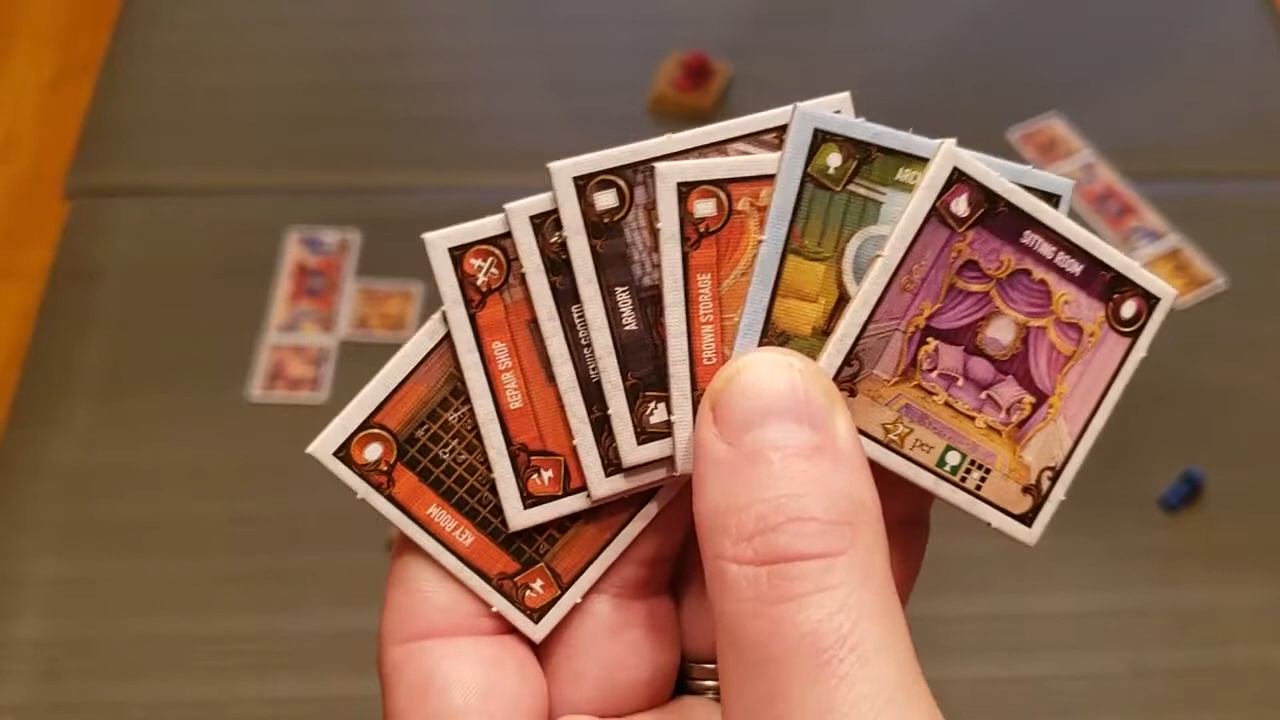 KEY ROOM
REPAIR SHOP
VENUS GROTTO
ARMORY
CROWN STORAGE
SITTING ROOM
2 per